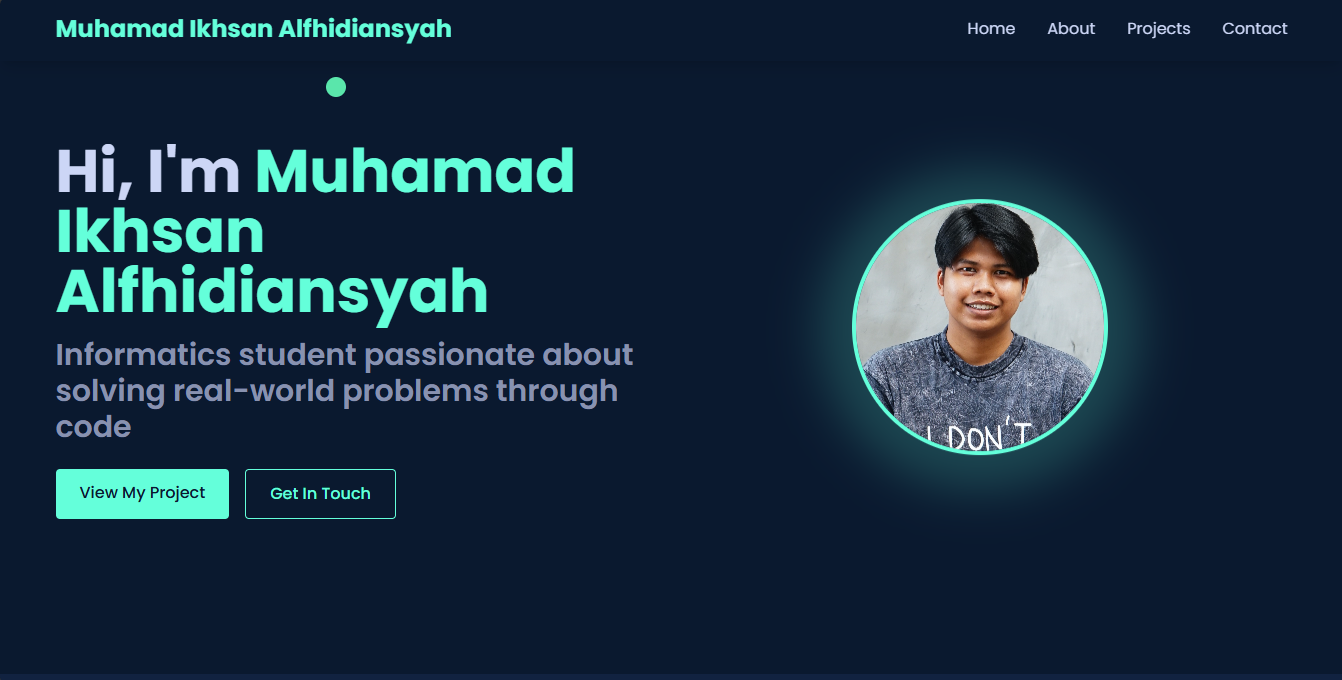 Muhamad Ikhsan Alfhidiansyah
Home About Projects Contact
Hi, I'm Muhamad
Ikhsan
Alfhidiansyah
Informatics student passionate about
solving real-world problems through
code
View My Project
Get In Touch
I DON'T